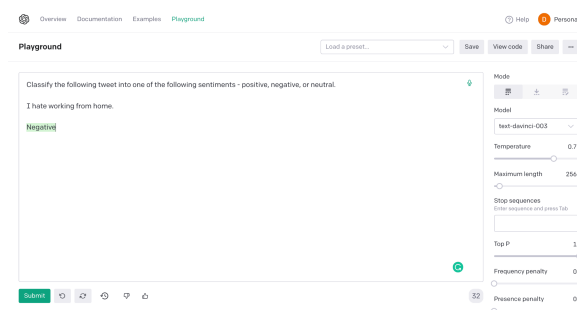 Overview Documentation Examples Playground Help D Persona
Playground Load a preset... Save View code Share ...
Classify the following tweet into one of the following sentiments - positive, negative, or neutral.
I hate working from home.
Negative
Mode
Model
text-davinci-003
Temperature 0.7
Maximum length 256
Stop sequences
Enter sequence and press Tab
Top P 1
Frequency penalty 0
Presence penalty 0
Submit 32